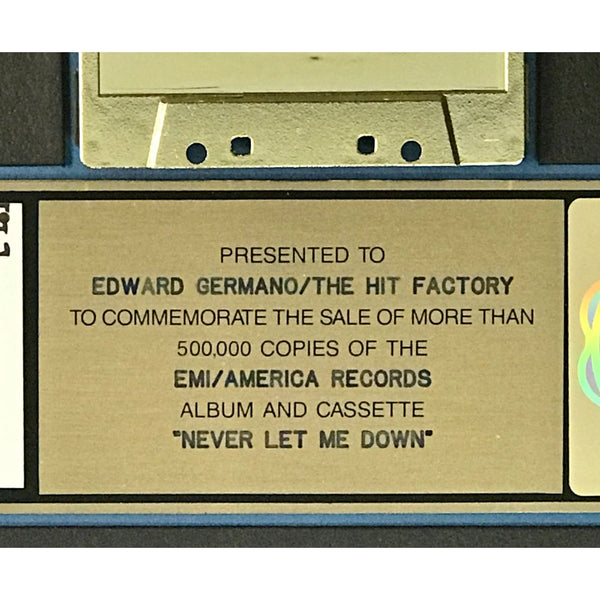 PRESENTED TO
EDWARD GERMANO/THE HIT FACTORY
TO COMMEMORATE THE SALE OF MORE THAN
500,000 COPIES OF THE
EMI/AMERICA RECORDS
ALBUM AND CASSETTE
"NEVER LET ME DOWN"